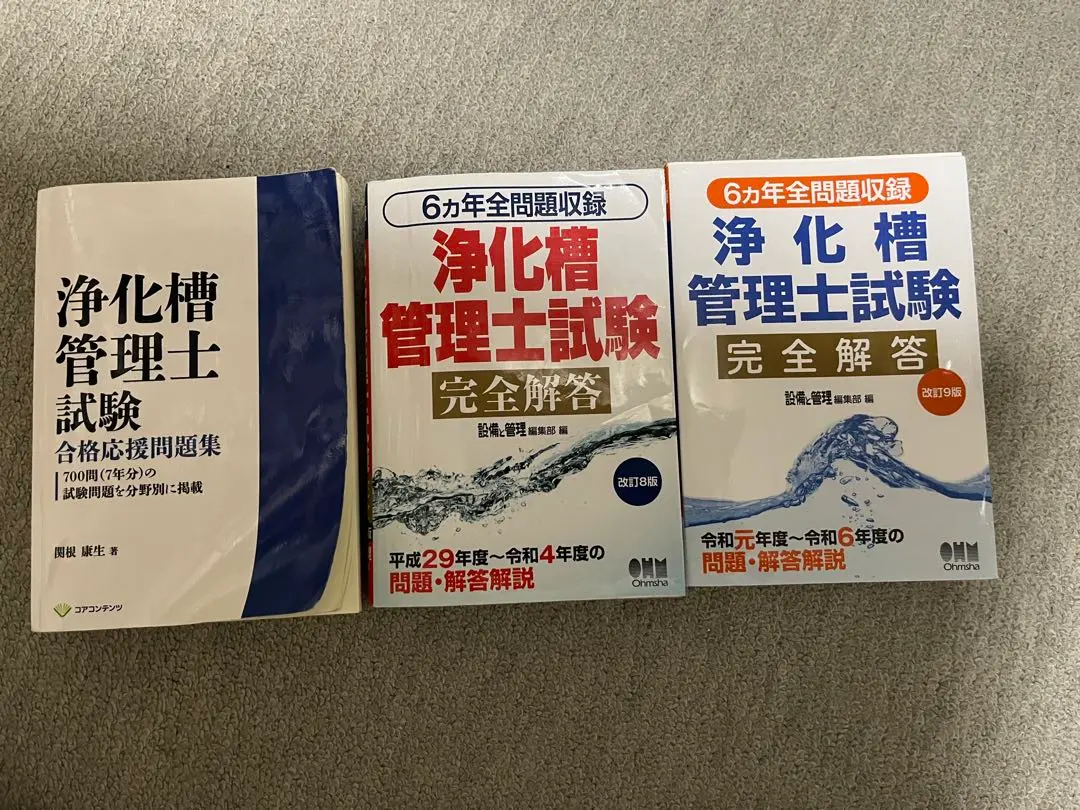 浄化槽
管理士
試験
合格応援問題集
700問(7年分)の
試験問題を分野別に掲載
関根 康生 著
コアコンテンツ
6カ年全問題収録
浄化槽
管理士試験
完全解答
設備と管理 編集部 編
改訂8版
平成29年度～令和4年度の
問題・解答解説
OHM
Ohmsha
6カ年全問題収録
浄化槽
管理士試験
完全解答
設備と管理 編集部 編
改訂9版
令和元年度～令和6年度の
問題・解答解説
OHM
Ohmsha